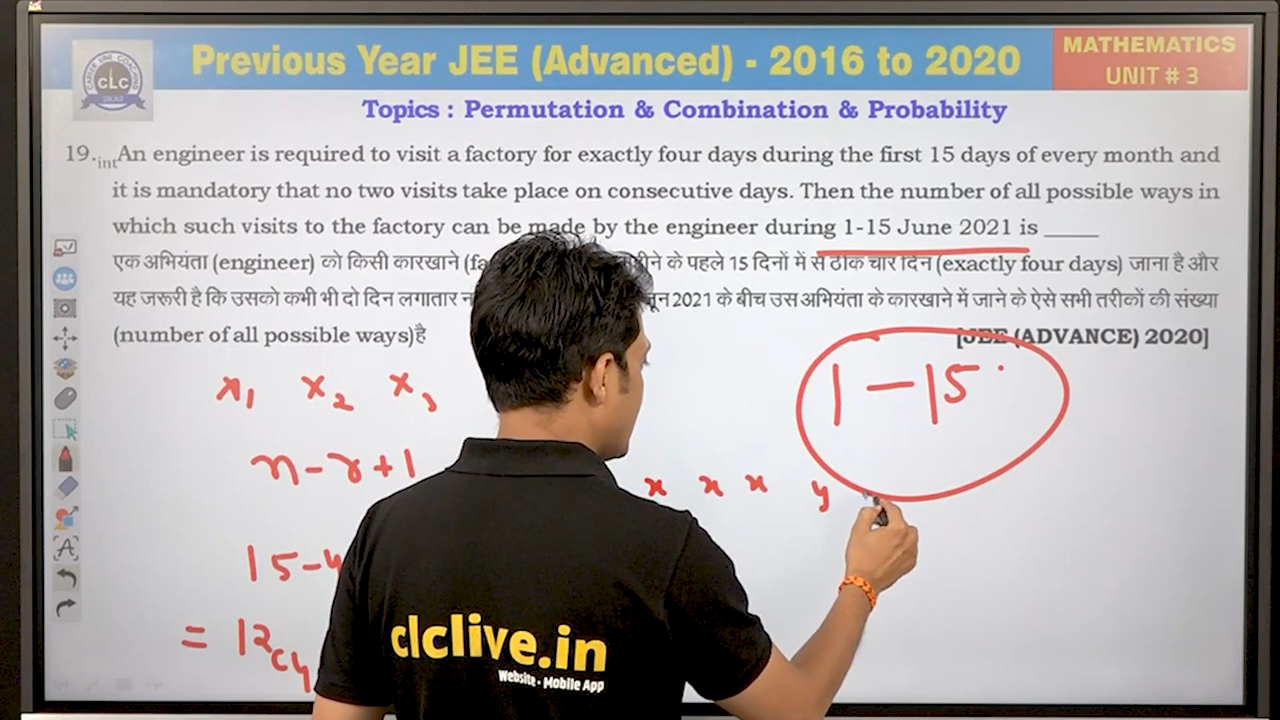 Previous Year JEE (Advanced) - 2016 to 2020
MATHEMATICS
UNIT # 3
CLC
Topics : Permutation & Combination & Probability
19. int An engineer is required to visit a factory for exactly four days during the first 15 days of every month and
it is mandatory that no two visits take place on consecutive days. Then the number of all possible ways in
which such visits to the factory can be made by the engineer during 1-15 June 2021 is _____
एक अभियंता (engineer) को किसी कारखाने के पहले 15 दिनों में से ठीक चार दिन (exactly four days) जाना है और
यह जरूरी है कि उसको कभी भी दो दिन लगातार 2021 के बीच उस अभियंता के कारखाने में जाने के ऐसे सभी तरीकों की संख्या
(number of all possible ways)है
[JEE (ADVANCE) 2020]
x1 x2 x3
1 – 15
n-r+1
x x x y
15-4
= 12C4
clclive.in
Website - Mobile App